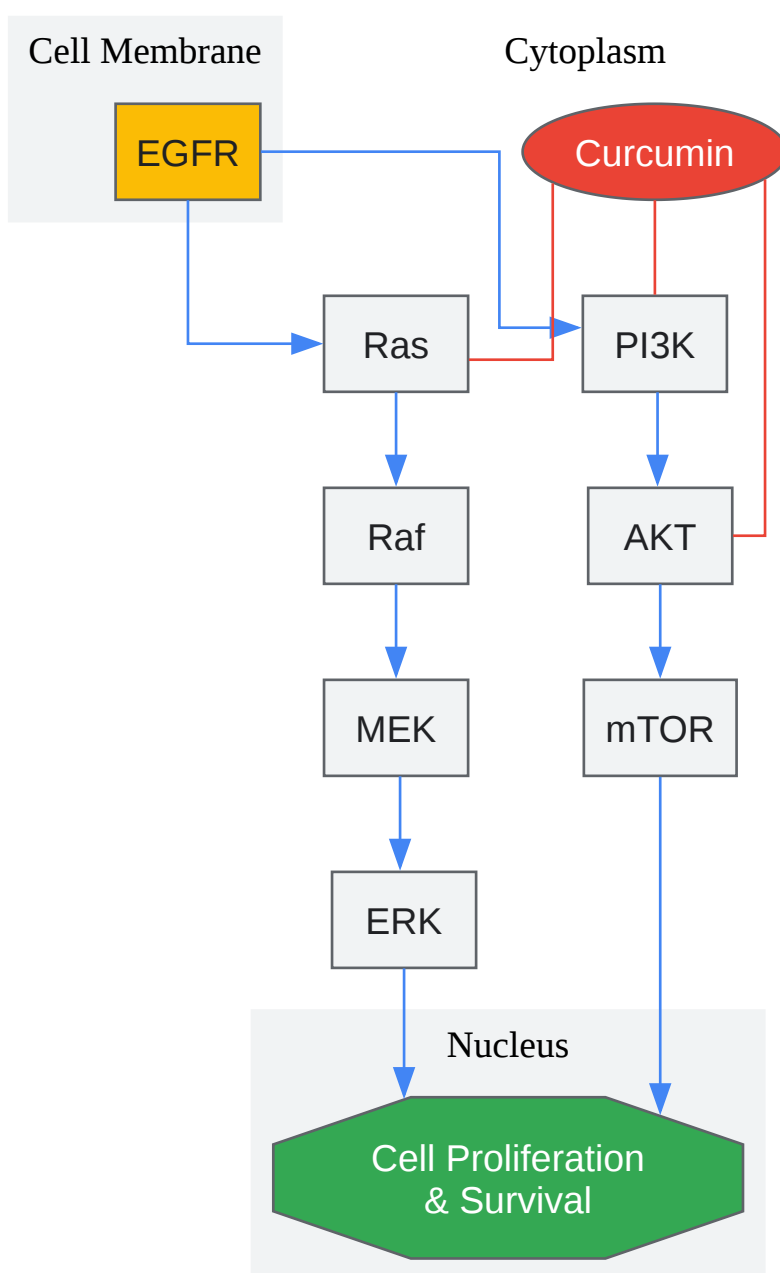 Cell Membrane
Cytoplasm
EGFR
Curcumin
Ras
PI3K
Raf
AKT
MEK
mTOR
ERK
Nucleus
Cell Proliferation
& Survival